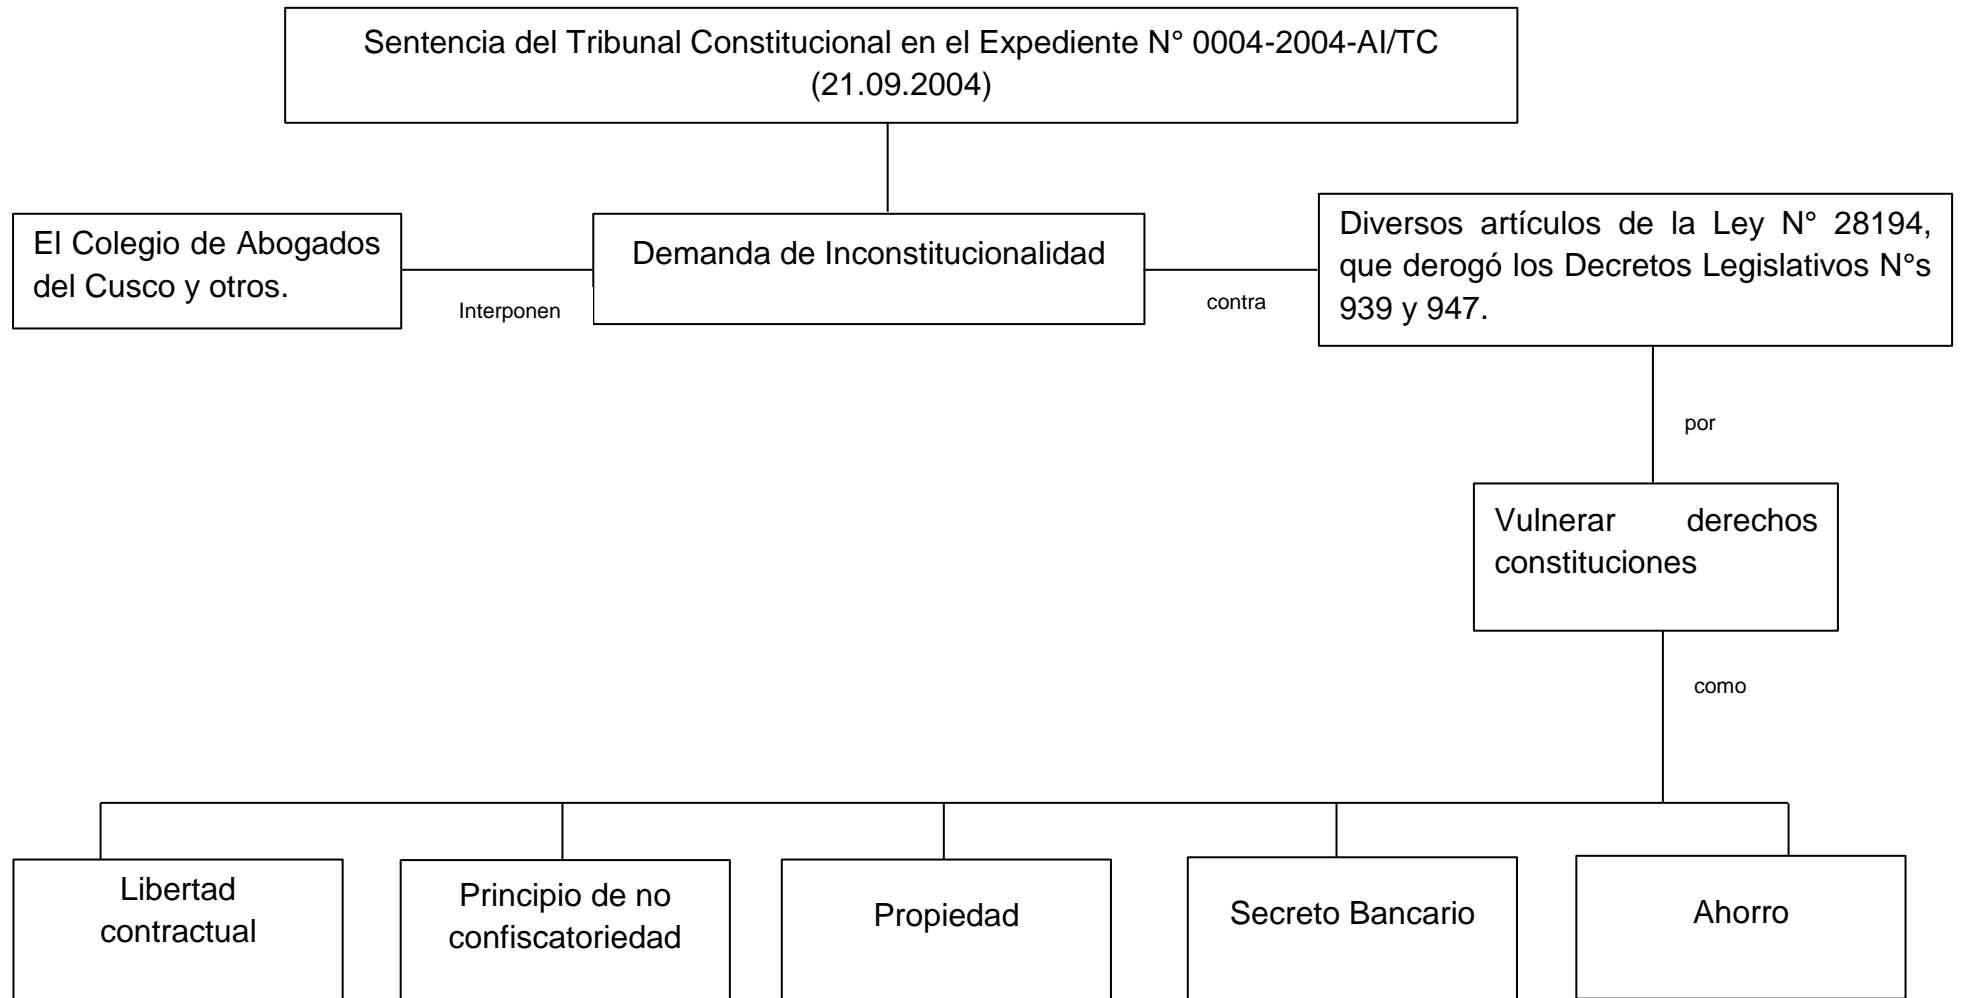 Sentencia del Tribunal Constitucional en el Expediente N° 0004-2004-AI/TC
(21.09.2004)
El Colegio de Abogados
del Cusco y otros.
Interponen
Demanda de Inconstitucionalidad
contra
Diversos artículos de la Ley N° 28194,
que derogó los Decretos Legislativos N°s
939 y 947.
por
Vulnerar derechos
constituciones
como
Libertad
contractual
Principio de no
confiscatoriedad
Propiedad
Secreto Bancario
Ahorro